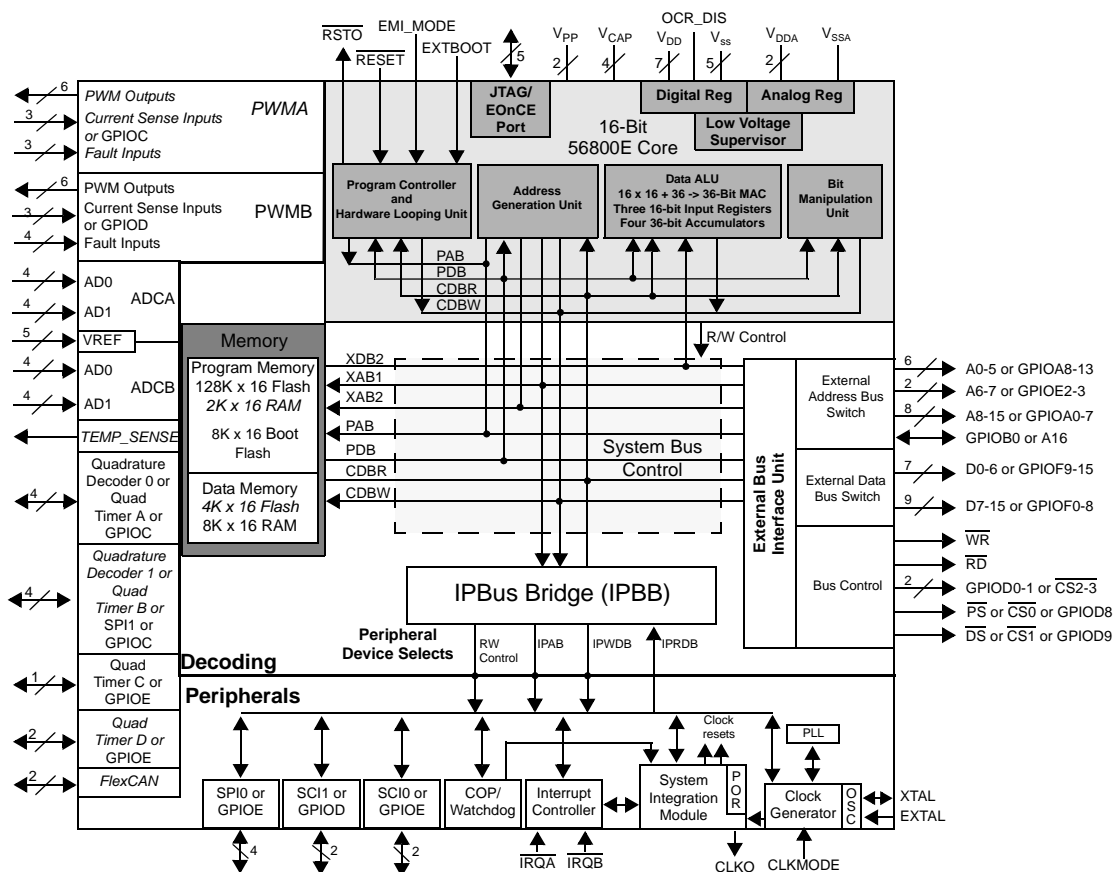 RSTO
EMI_MODE
RESET
EXTBOOT
5
VPP
2
VCAP
4
OCR_DIS
VDD
7
Vss
5
VDDA
2
VSSA
JTAG/
EOnCE
Port
Digital Reg
Analog Reg
Low Voltage
Supervisor
16-Bit
56800E Core
6
PWM Outputs
PWMA
3
Current Sense Inputs
or GPIOC
3
Fault Inputs
6
PWM Outputs
3
Current Sense Inputs
or GPIOD
PWMB
4
Fault Inputs
Program Controller
and
Hardware Looping Unit
Address
Generation Unit
Data ALU
16 x 16 + 36 -> 36-Bit MAC
Three 16-bit Input Registers
Four 36-bit Accumulators
Bit
Manipulation
Unit
PAB
PDB
CDBR
CDBW
4
AD0
ADCA
4
AD1
5
VREF
4
AD0
ADCB
4
AD1
TEMP_SENSE
4
Quadrature
Decoder 0 or
Quad
Timer A or
GPIOC
4
Quadrature
Decoder 1 or
Quad
Timer B or
SPI1 or
GPIOC
1
Quad
Timer C or
GPIOE
2
Quad
Timer D or
GPIOE
2
FlexCAN
Memory
Program Memory
128K x 16 Flash
2K x 16 RAM
8K x 16 Boot
Flash
Data Memory
4K x 16 Flash
8K x 16 RAM
R/W Control
XDB2
XAB1
XAB2
PAB
PDB
CDBR
CDBW
System Bus
Control
External Bus
Interface Unit
External
Address Bus
Switch
External Data
Bus Switch
Bus Control
6
A0-5 or GPIOA8-13
2
A6-7 or GPIOE2-3
8
A8-15 or GPIOA0-7
GPIOB0 or A16
7
D0-6 or GPIOF9-15
9
D7-15 or GPIOF0-8
WR
RD
2
GPIOD0-1 or CS2-3
PS or CS0 or GPIOD8
DS or CS1 or GPIOD9
IPBus Bridge (IPBB)
Peripheral
Device Selects
RW
Control
IPAB
IPWDB
IPRDB
Decoding
Peripherals
Clock
resets
PLL
SPI0 or
GPIOE
SCI1 or
GPIOD
SCI0 or
GPIOE
COP/
Watchdog
Interrupt
Controller
System
Integration
Module
POR
Clock
Generator
OSC
XTAL
EXTAL
4
2
2
IRQA
IRQB
CLKO
CLKMODE